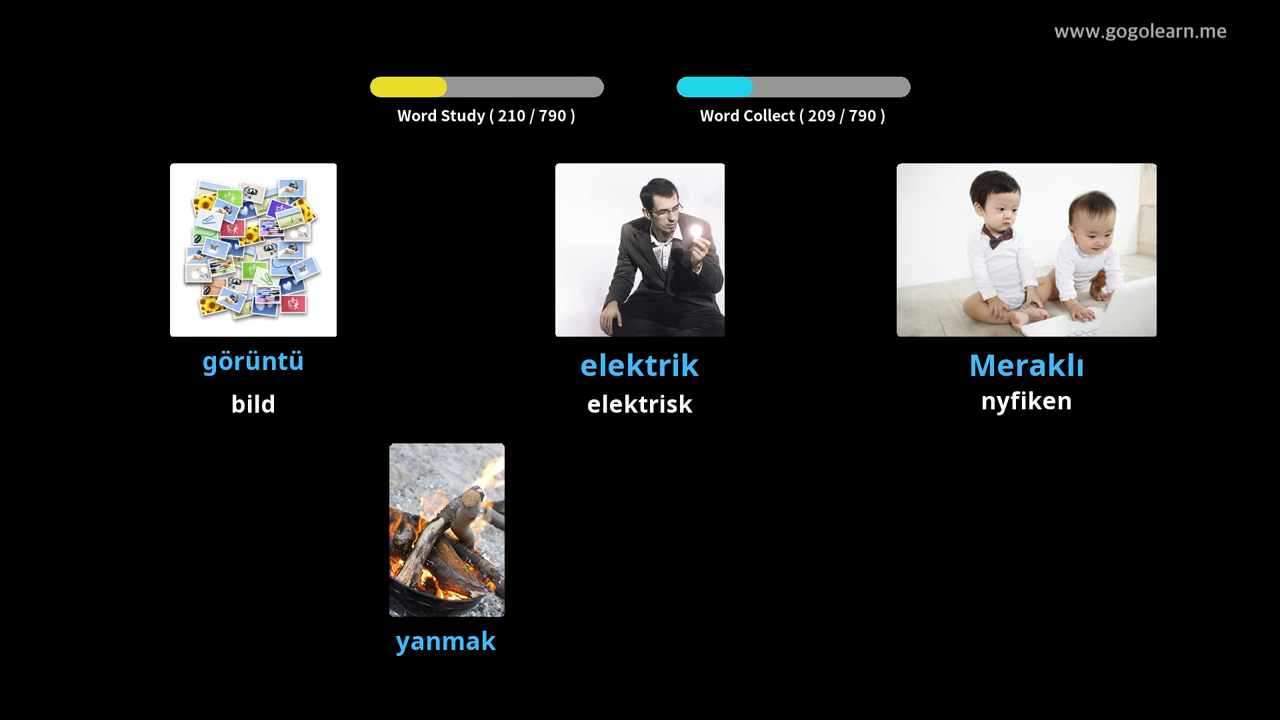 www.gogolearn.me
Word Study ( 210 / 790 )
Word Collect ( 209 / 790 )
görüntü
bild
elektrik
elektrisk
Meraklı
nyfiken
yanmak